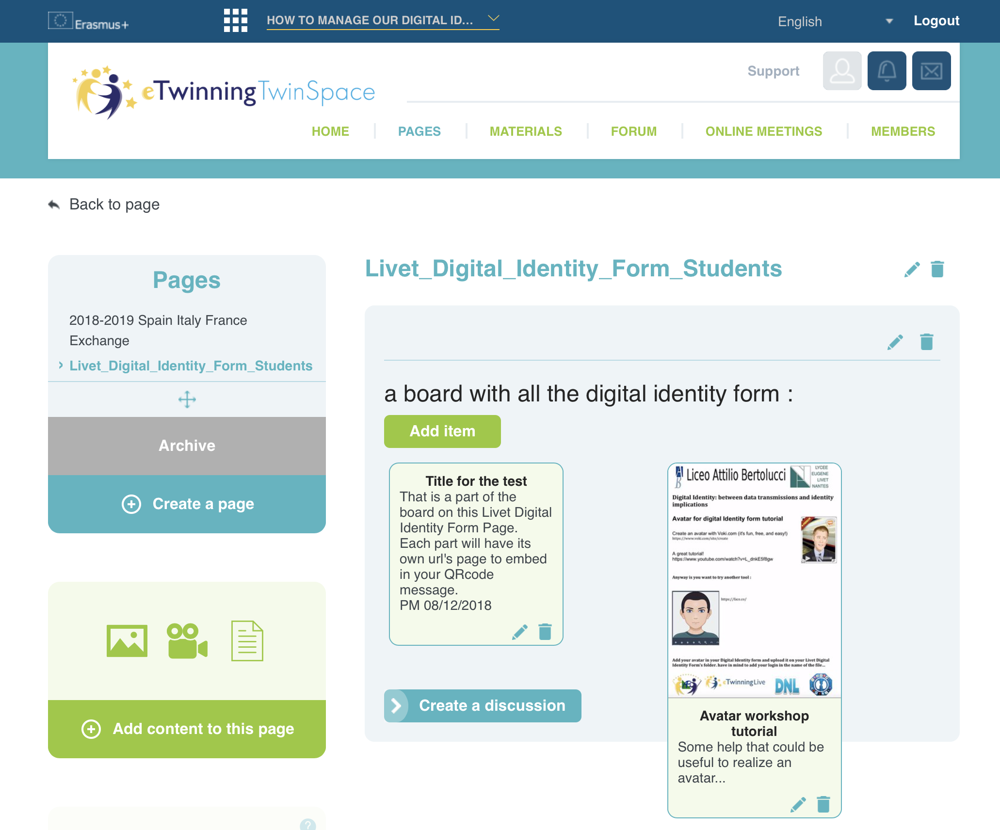 Erasmus+
HOW TO MANAGE OUR DIGITAL ID...
English
Logout
eTwinning TwinSpace
Support
HOME
PAGES
MATERIALS
FORUM
ONLINE MEETINGS
MEMBERS
Back to page
Pages
2018-2019 Spain Italy France
Exchange
Livet_Digital_Identity_Form_Students
Archive
Create a page
Add content to this page
?
Livet_Digital_Identity_Form_Students
a board with all the digital identity form :
Add item
Title for the test
That is a part of the
board on this Livet Digital
Identity Form Page.
Each part will have its
own url's page to embed
in your QRcode
message.
PM 08/12/2018
Create a discussion
AB Liceo Attilio Bertolucci
LYCEE
EUGENE
LIVET
NANTES
Digital Identity: between data transmissions and identity
implications
Avatar for digital Identity form tutorial
Create an avatar with Voki.com (it's fun, free, and easy!)
https://www.voki.com/site/create
A great tutorial!
https://www.youtube.com/watch?v=L_dnkE5f8gw
Anyway is you want to try another tool :
https://face.co/
Add your avatar in your Digital Identity form and upload it on your Livet Digital
Identity Form's folder. have in mind to add your login in the name of the file...
eTwinning Live
DNL
Avatar workshop
tutorial
Some help that could be
useful to realize an
avatar...